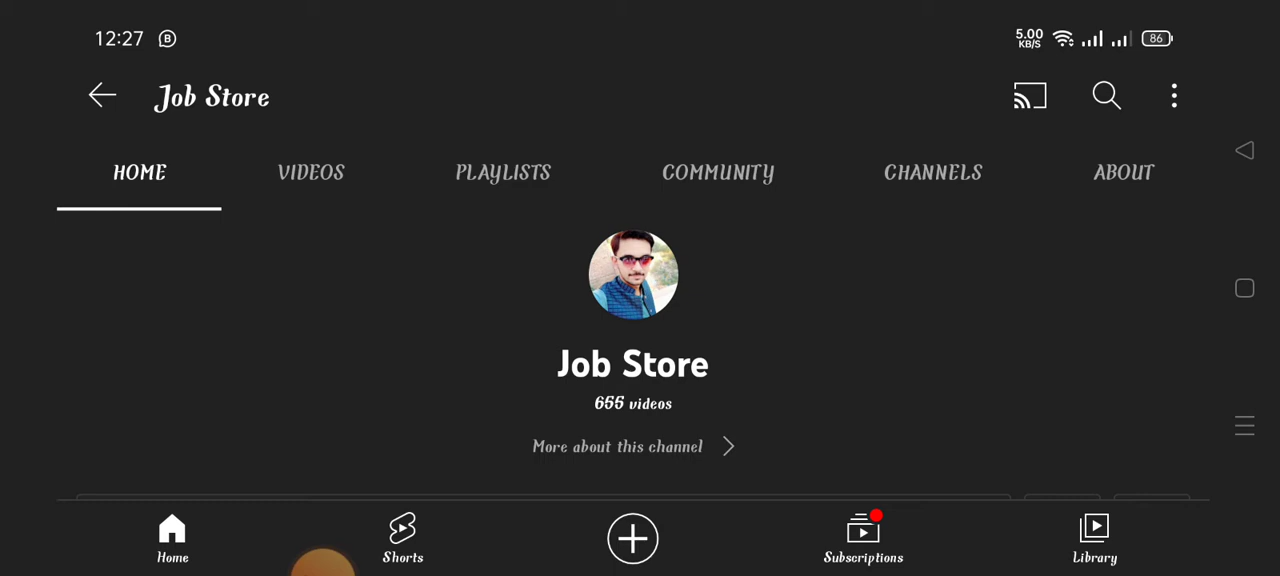 12:27 B 5.00 KB/S 86
Job Store
HOME VIDEOS PLAYLISTS COMMUNITY CHANNELS ABOUT
Job Store
655 videos
More about this channel
Home Shorts Subscriptions Library